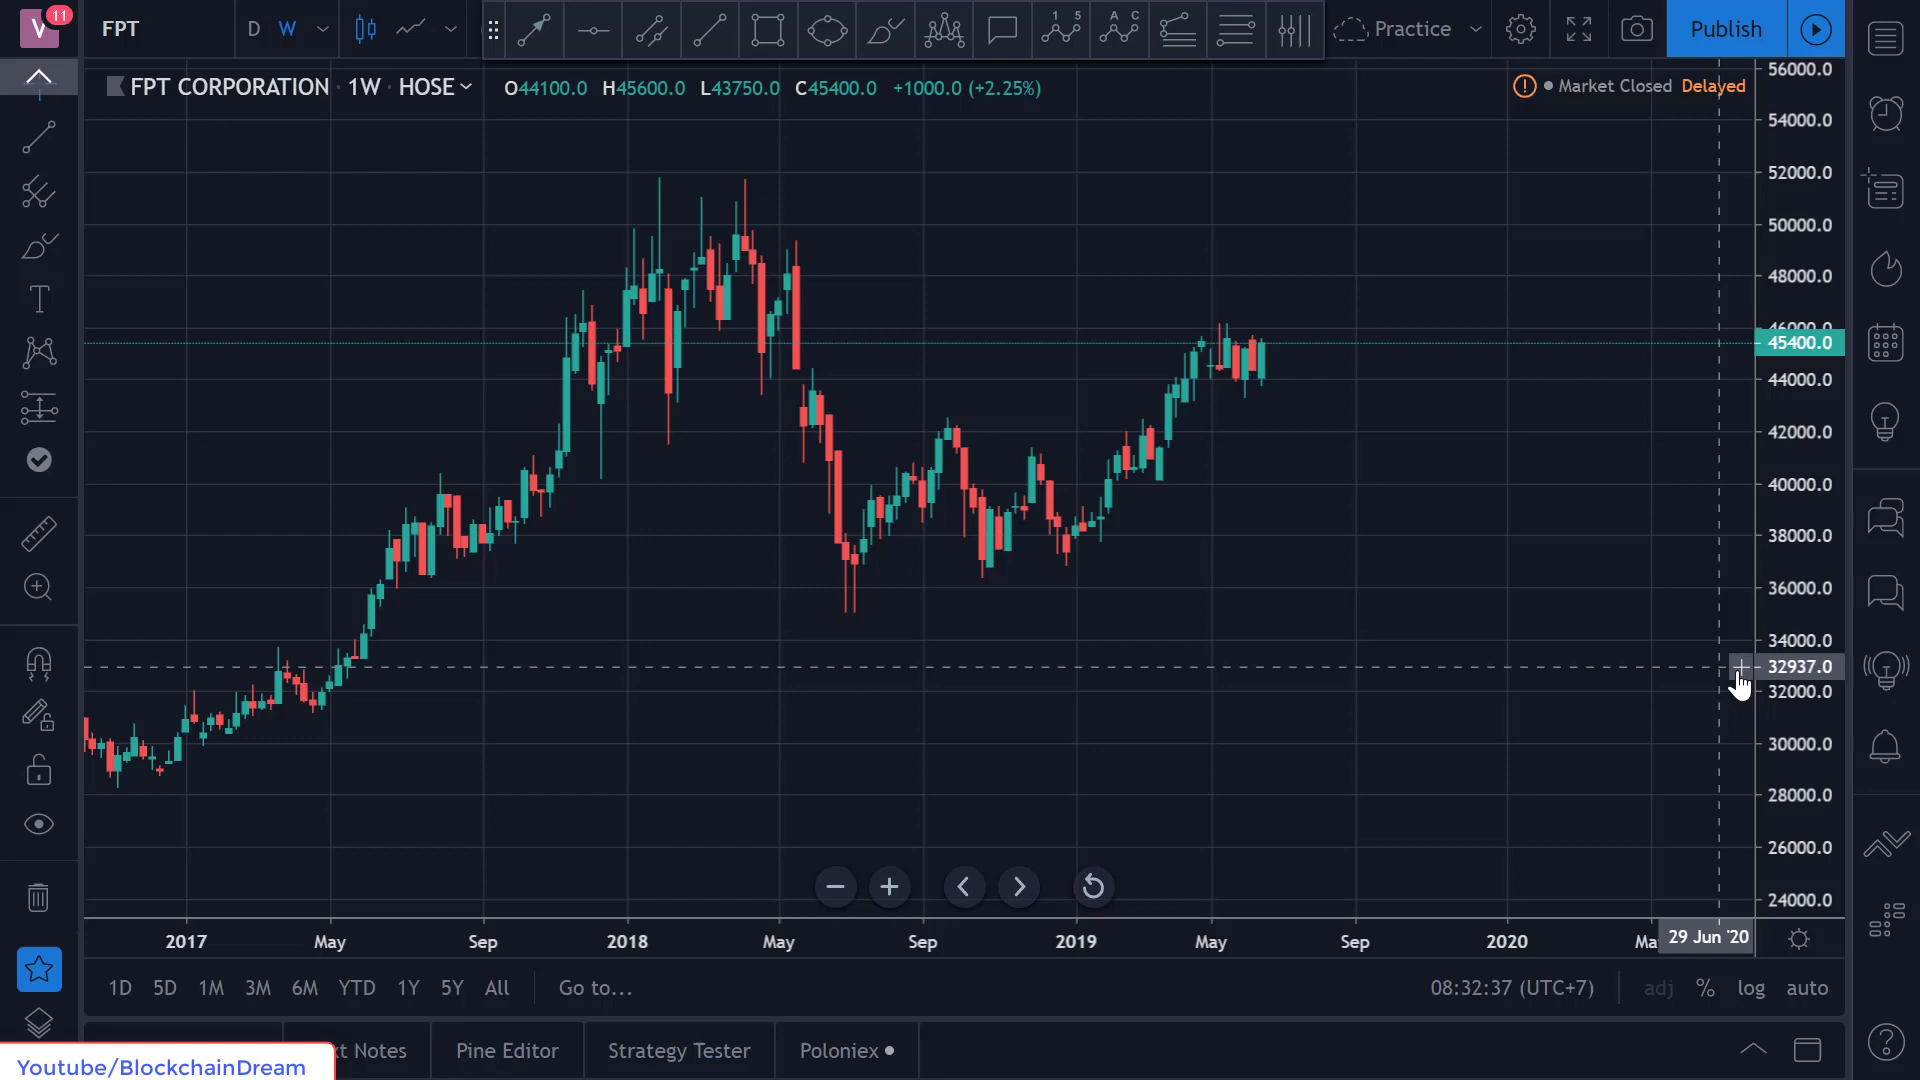 V 11 FPT D W 1 5 A C Practice Publish
FPT CORPORATION · 1W · HOSE O44100.0 H45600.0 L43750.0 C45400.0 +1000.0 (+2.25%) Market Closed Delayed
56000.0
54000.0
52000.0
50000.0
48000.0
46000.0
45400.0
44000.0
42000.0
40000.0
38000.0
36000.0
34000.0
32937.0
32000.0
30000.0
28000.0
26000.0
24000.0
T
2017 May Sep 2018 May Sep 2019 May Sep 2020 29 Jun '20
1D 5D 1M 3M 6M YTD 1Y 5Y All Go to... 08:32:37 (UTC+7) adj % log auto
Notes Pine Editor Strategy Tester Poloniex
Youtube/BlockchainDream